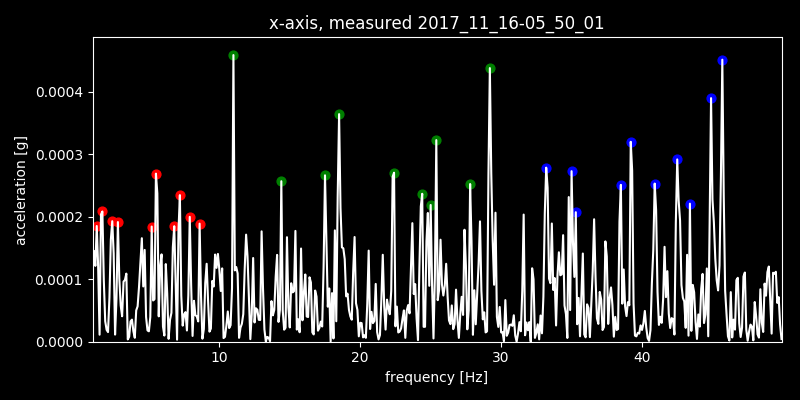 x-axis, measured 2017_11_16-05_50_01
acceleration [g]
0.0004
0.0003
0.0002
0.0001
0.0000
10 20 30 40
frequency [Hz]